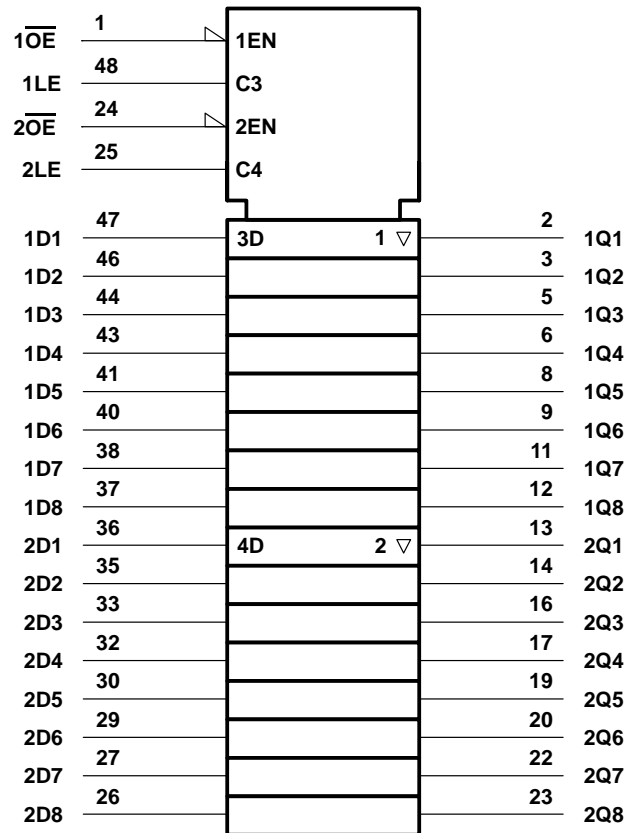 1O̅E̅ 1 1EN
1LE 48 C3
2O̅E̅ 24 2EN
2LE 25 C4
1D1 47 3D 1 ▽ 2 1Q1
1D2 46 3 1Q2
1D3 44 5 1Q3
1D4 43 6 1Q4
1D5 41 8 1Q5
1D6 40 9 1Q6
1D7 38 11 1Q7
1D8 37 12 1Q8
2D1 36 4D 2 ▽ 13 2Q1
2D2 35 14 2Q2
2D3 33 16 2Q3
2D4 32 17 2Q4
2D5 30 19 2Q5
2D6 29 20 2Q6
2D7 27 22 2Q7
2D8 26 23 2Q8